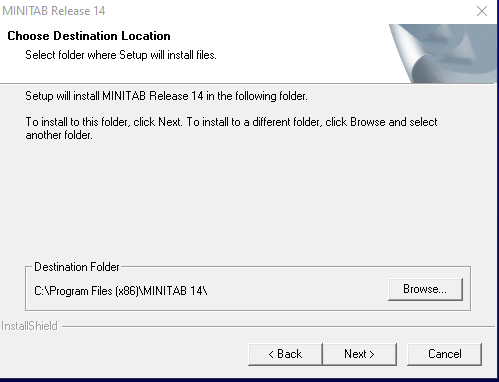 MINITAB Release 14
Choose Destination Location
Select folder where Setup will install files.
Setup will install MINITAB Release 14 in the following folder.
To install to this folder, click Next. To install to a different folder, click Browse and select
another folder.
Destination Folder
C:\Program Files (x86)\MINITAB 14\
Browse...
InstallShield
< Back
Next >
Cancel